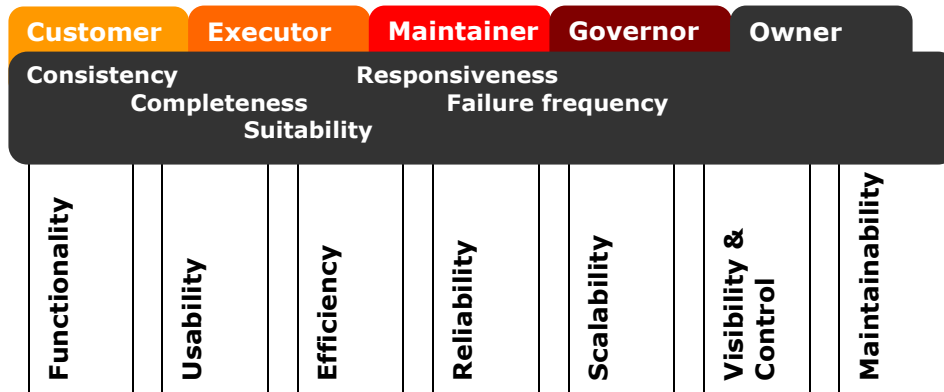 Customer Executor Maintainer Governor Owner
Consistency Responsiveness
Completeness Failure frequency
Suitability
Functionality
Usability
Efficiency
Reliability
Scalability
Visibility &
Control
Maintainability